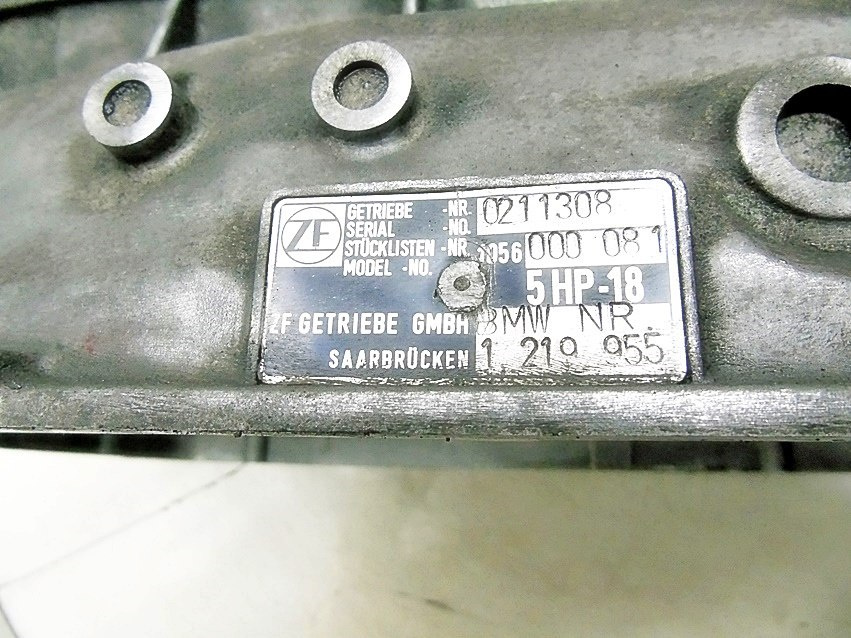 ZF
GETRIEBE -NR. 0211308
SERIAL -NO.
STÜCKLISTEN -NR. 1056 000 081
MODEL -NO.
5 HP-18
ZF GETRIEBE GMBH BMW NR.
SAARBRÜCKEN 1 219 955